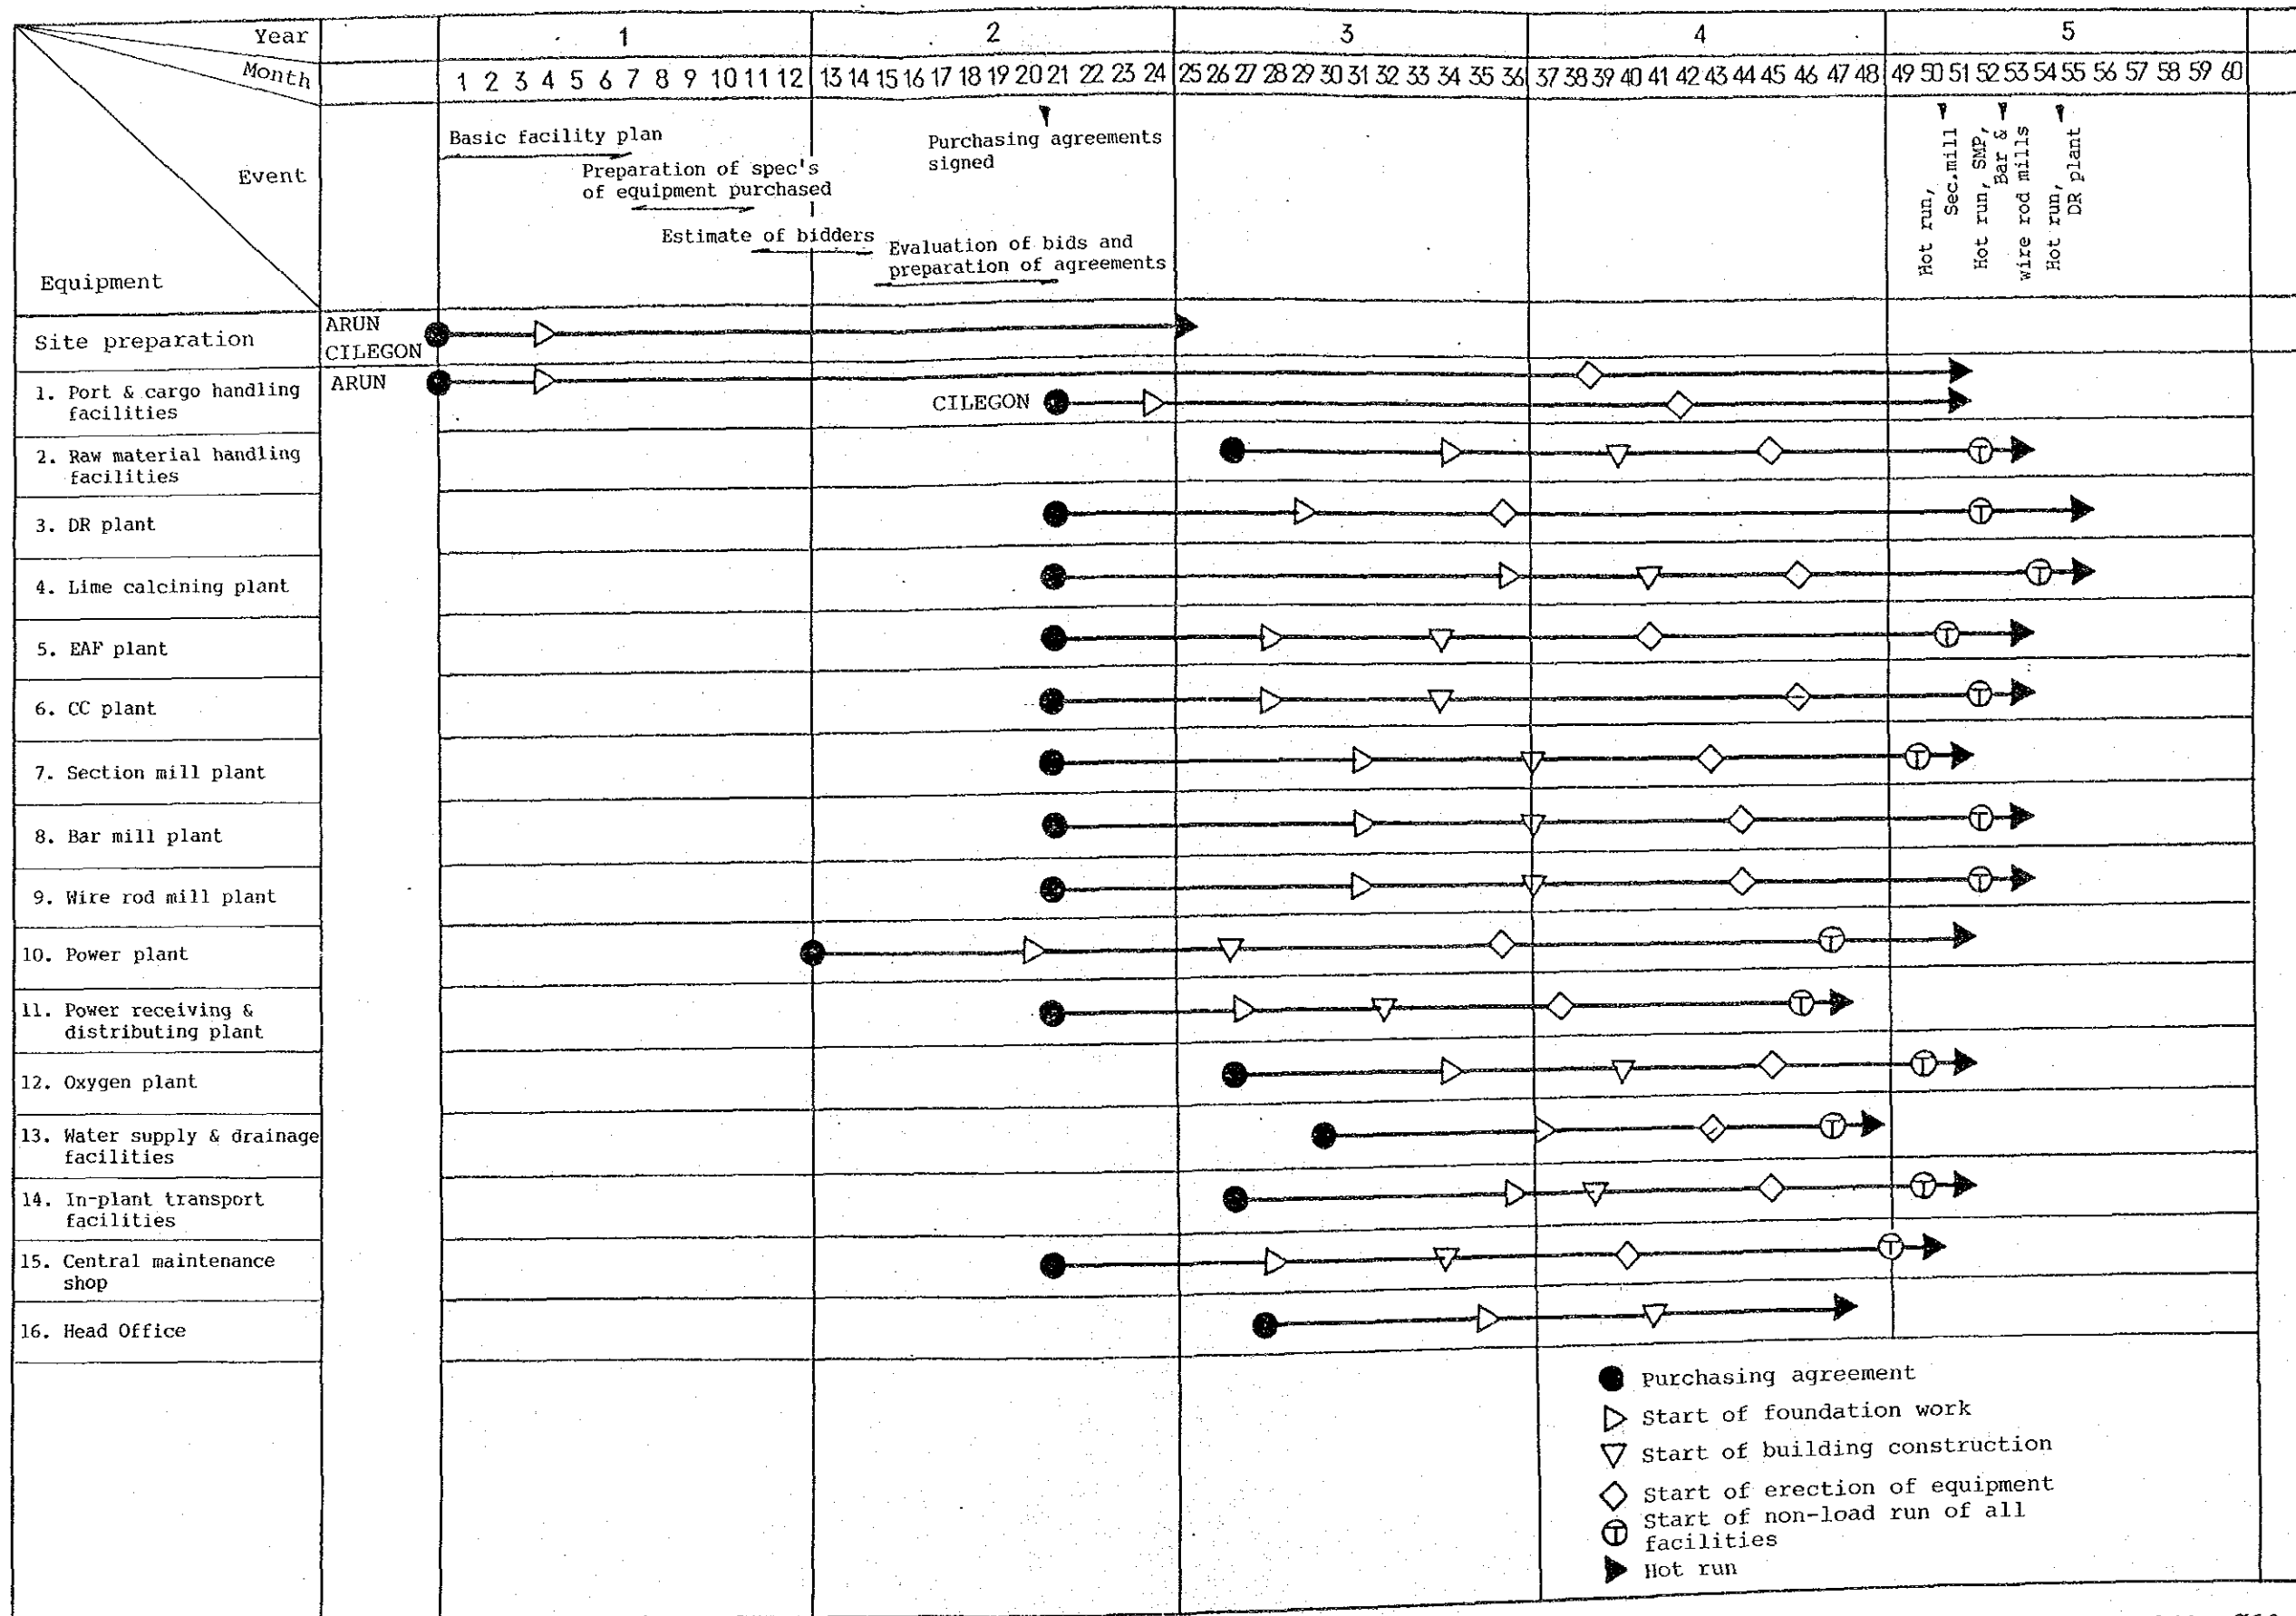 Year 1 2 3 4 5
Month 1 2 3 4 5 6 7 8 9 10 11 12 13 14 15 16 17 18 19 20 21 22 23 24 25 26 27 28 29 30 31 32 33 34 35 36 37 38 39 40 41 42 43 44 45 46 47 48 49 50 51 52 53 54 55 56 57 58 59 60
Event
Equipment
Basic facility plan
Preparation of spec's
of equipment purchased
Estimate of bidders
Evaluation of bids and
preparation of agreements
Purchasing agreements
signed
Hot run,
Sec.mill
Hot run, SMP,
Bar &
wire rod mills
Hot run,
DR plant
Site preparation
ARUN
CILEGON
1. Port & cargo handling
facilities
ARUN
CILEGON
2. Raw material handling
facilities
T
3. DR plant
T
4. Lime calcining plant
T
5. EAF plant
T
6. CC plant
T
7. Section mill plant
T
8. Bar mill plant
T
9. Wire rod mill plant
T
10. Power plant
T
11. Power receiving &
distributing plant
T
12. Oxygen plant
T
13. Water supply & drainage
facilities
T
14. In-plant transport
facilities
T
15. Central maintenance
shop
T
16. Head Office
Purchasing agreement
Start of foundation work
Start of building construction
Start of erection of equipment
T Start of non-load run of all
facilities
Hot run